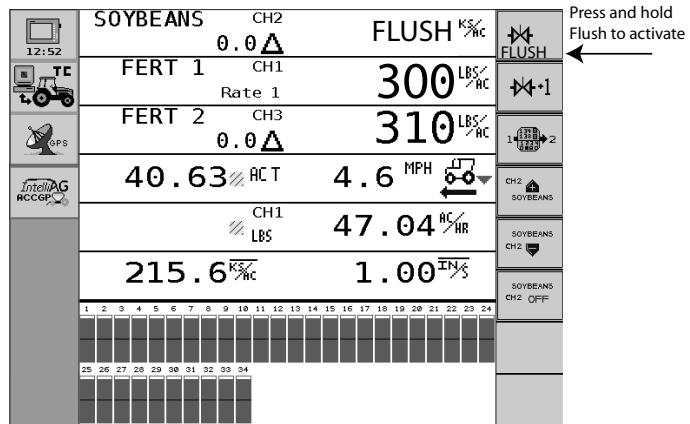 12:52
TC
GPS
IntelliAG
ACCGP
SOYBEANS CH2
0.0 Δ
FLUSH KS/AC
FERT 1 CH1
Rate 1
300 LBS/AC
FERT 2 CH3
0.0 Δ
310 LBS/AC
40.63 ACT
4.6 MPH
CH1
LBS
47.04 AC/HR
215.6 KS/AC
1.00 IN/S
1 2 3 4 5 6 7 8 9 10 11 12 13 14 15 16 17 18 19 20 21 22 23 24
25 26 27 28 29 30 31 32 33 34
FLUSH
+1
1 2
CH2
SOYBEANS
SOYBEANS
CH2
SOYBEANS
CH2 OFF
Press and hold
Flush to activate